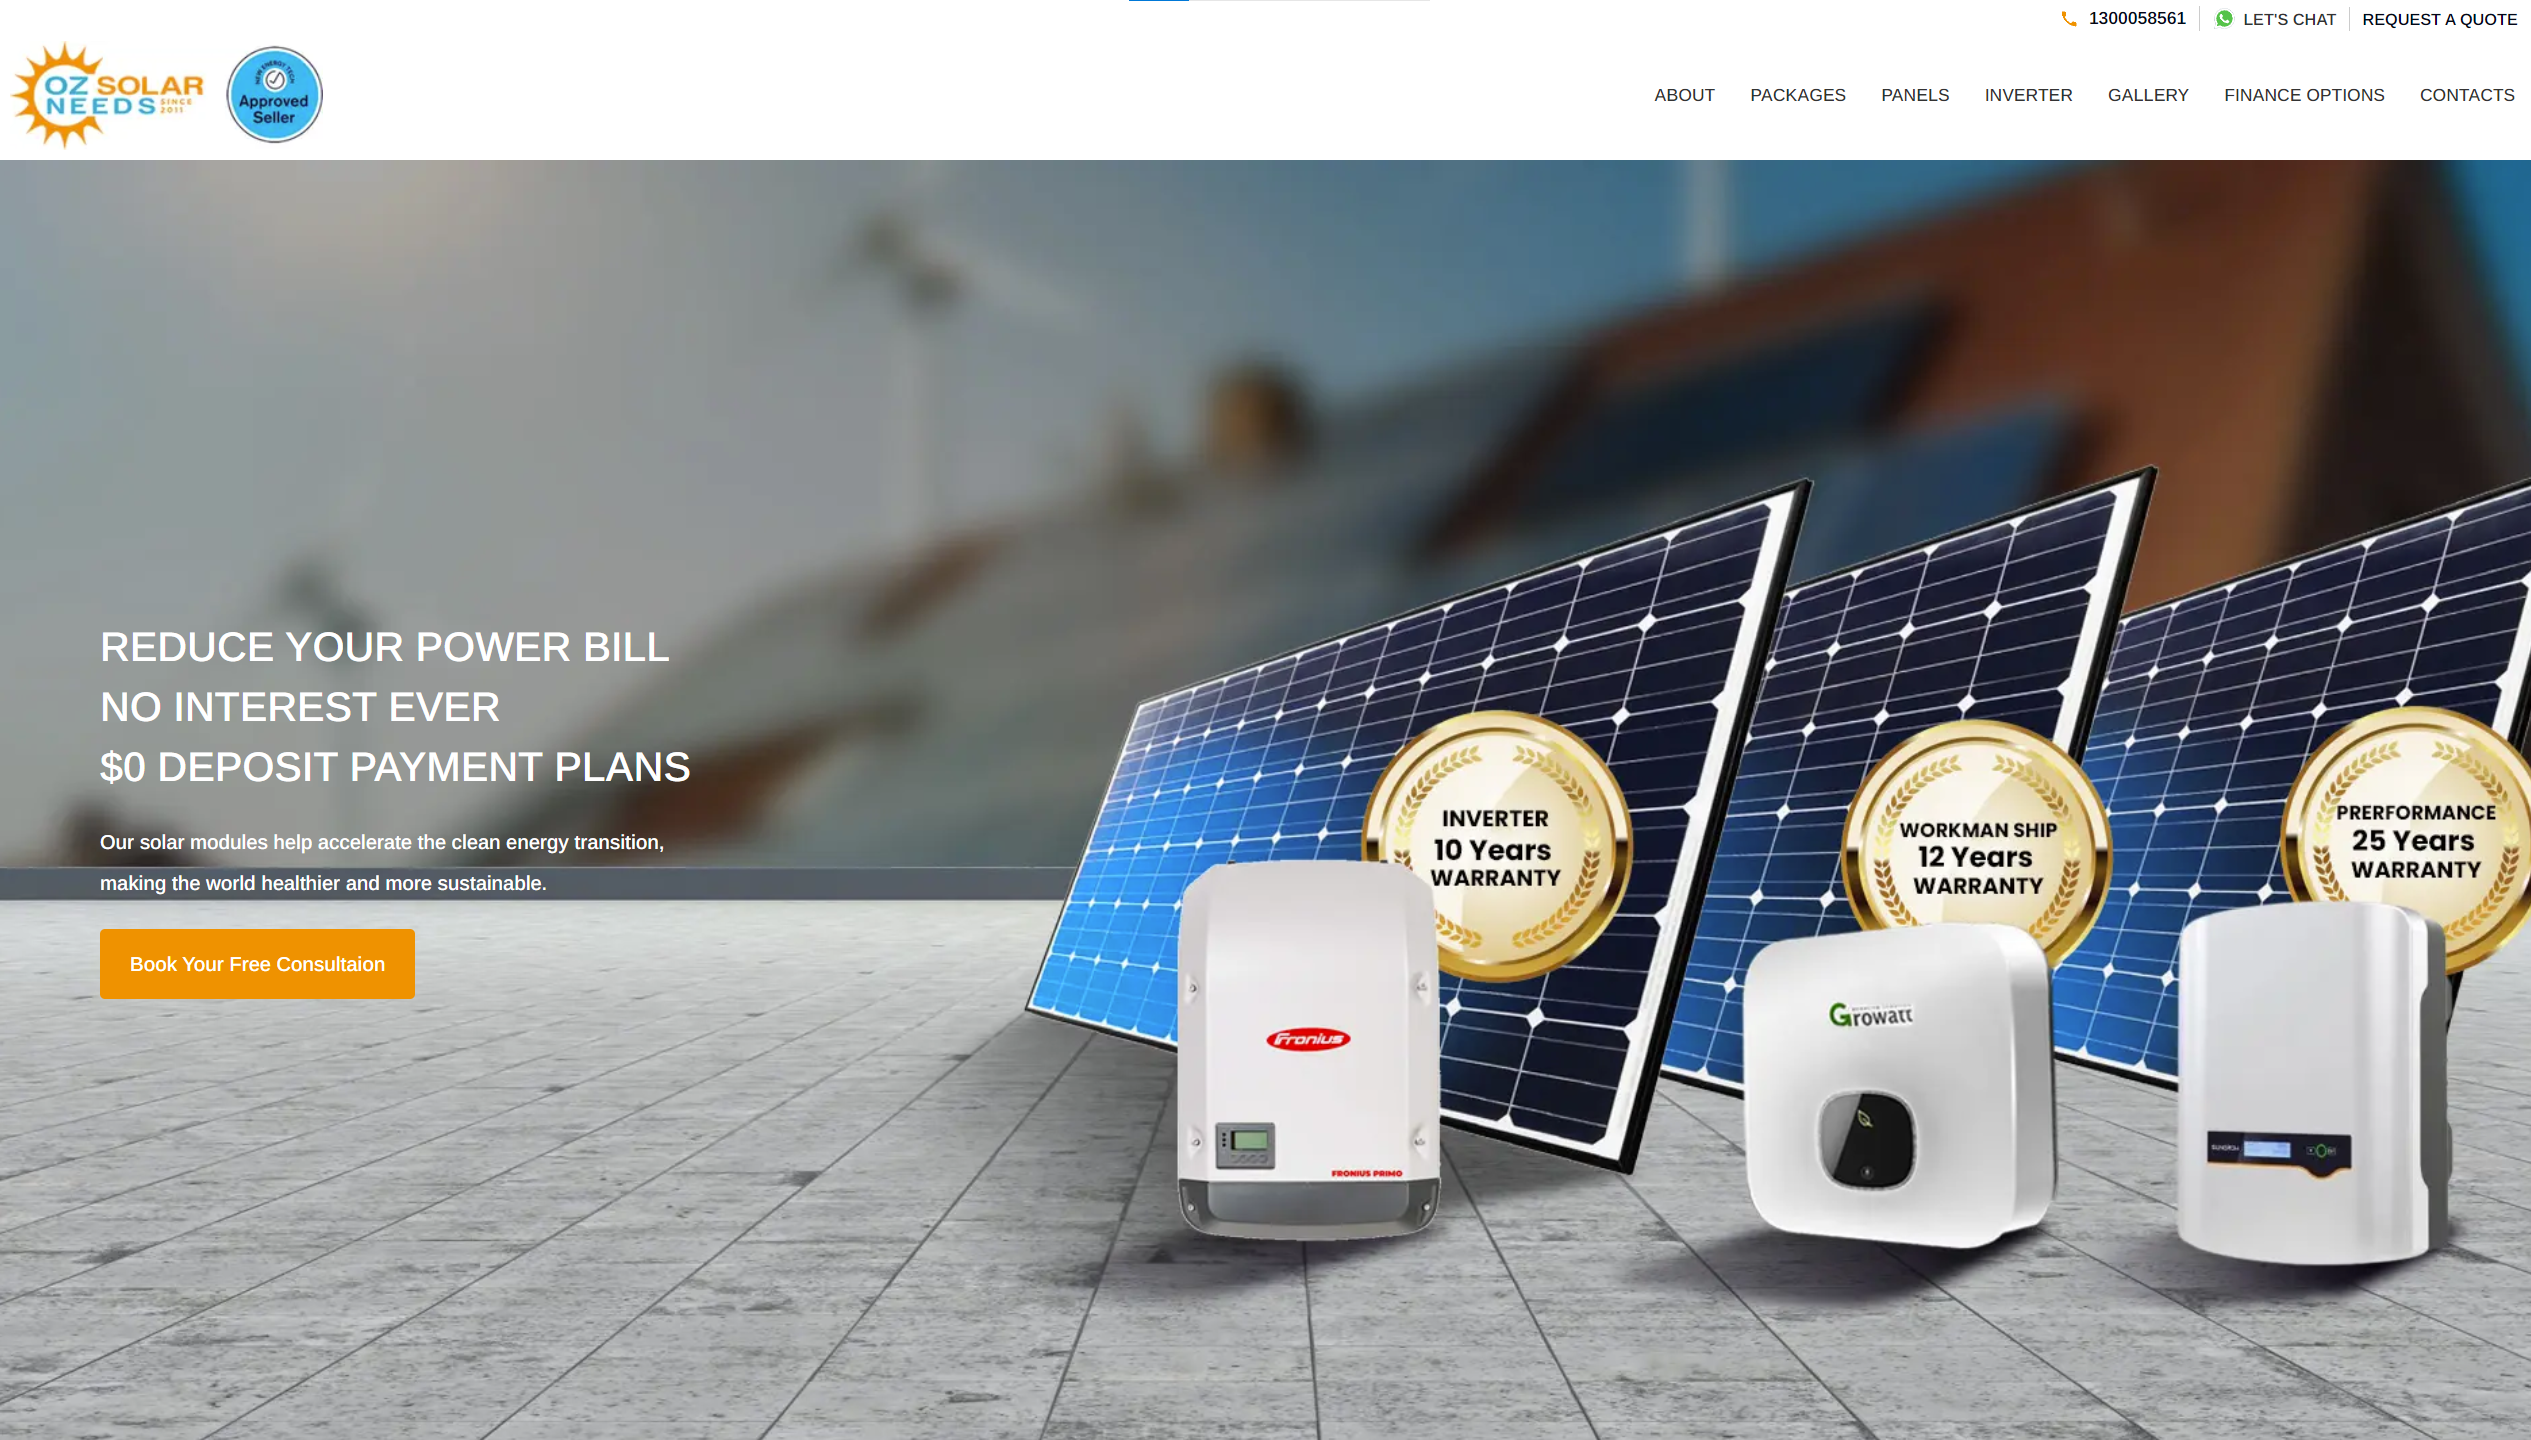 1300058561
LET'S CHAT
REQUEST A QUOTE
OZ SOLAR
NEEDS SINCE 2011
NEW ENERGY TECH
Approved
Seller
ABOUT
PACKAGES
PANELS
INVERTER
GALLERY
FINANCE OPTIONS
CONTACTS
REDUCE YOUR POWER BILL
NO INTEREST EVER
$0 DEPOSIT PAYMENT PLANS
Our solar modules help accelerate the clean energy transition,
making the world healthier and more sustainable.
Book Your Free Consultaion
INVERTER
10 Years
WARRANTY
WORKMAN SHIP
12 Years
WARRANTY
PRERFORMANCE
25 Years
WARRANTY
Fronius
FRONIUS PRIMO
Growatt